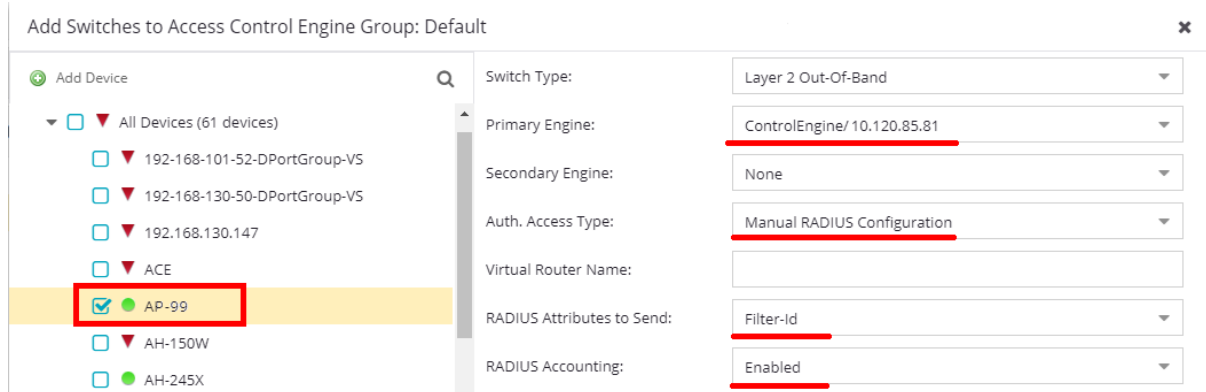 Add Switches to Access Control Engine Group: Default
Add Device
All Devices (61 devices)
192-168-101-52-DPortGroup-VS
192-168-130-50-DPortGroup-VS
192.168.130.147
ACE
AP-99
AH-150W
AH-245X
Switch Type: Layer 2 Out-Of-Band
Primary Engine: ControlEngine/10.120.85.81
Secondary Engine: None
Auth. Access Type: Manual RADIUS Configuration
Virtual Router Name:
RADIUS Attributes to Send: Filter-Id
RADIUS Accounting: Enabled